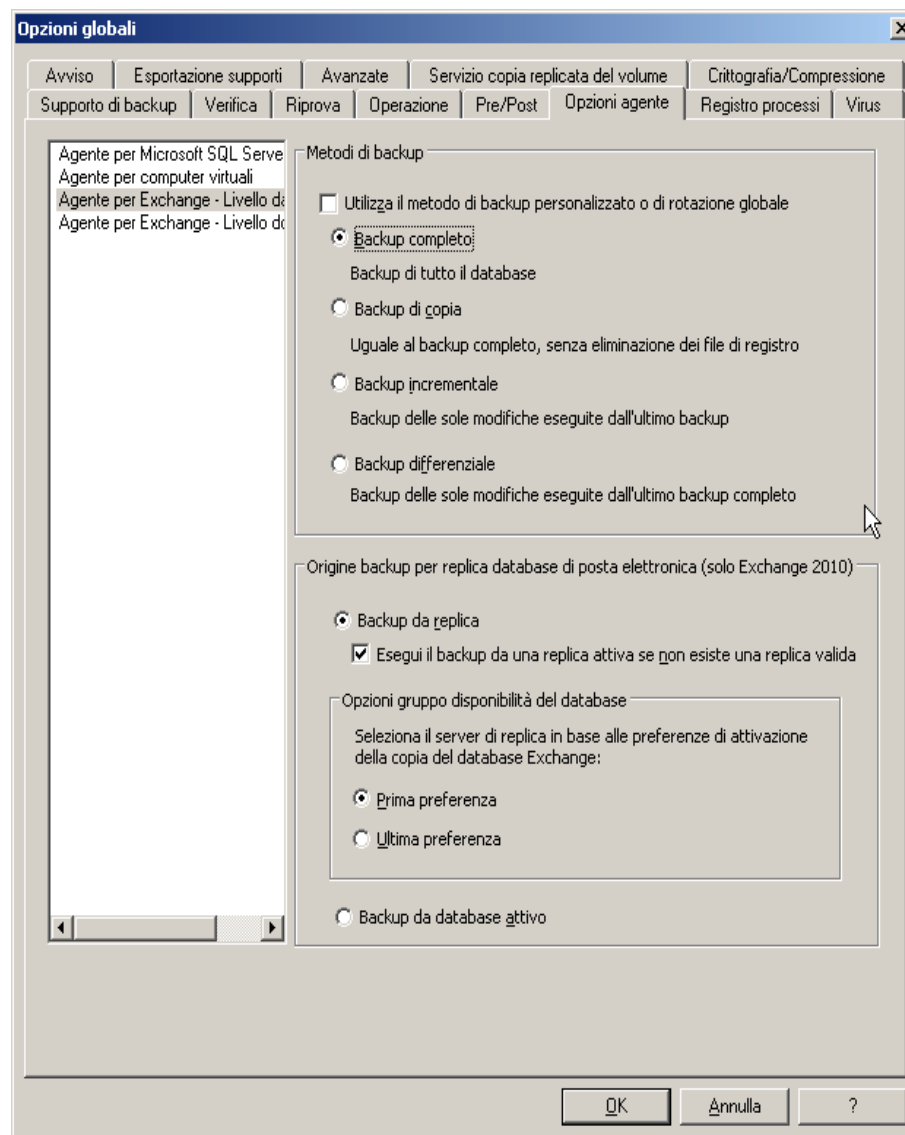 Opzioni globali
Avviso
Esportazione supporti
Avanzate
Servizio copia replicata del volume
Crittografia/Compressione
Supporto di backup
Verifica
Riprova
Operazione
Pre/Post
Opzioni agente
Registro processi
Virus
Agente per Microsoft SQL Serve
Agente per computer virtuali
Agente per Exchange - Livello da
Agente per Exchange - Livello do
Metodi di backup
Utilizza il metodo di backup personalizzato o di rotazione globale
Backup completo
Backup di tutto il database
Backup di copia
Uguale al backup completo, senza eliminazione dei file di registro
Backup incrementale
Backup delle sole modifiche eseguite dall'ultimo backup
Backup differenziale
Backup delle sole modifiche eseguite dall'ultimo backup completo
Origine backup per replica database di posta elettronica (solo Exchange 2010)
Backup da replica
Esegui il backup da una replica attiva se non esiste una replica valida
Opzioni gruppo disponibilità del database
Seleziona il server di replica in base alle preferenze di attivazione
della copia del database Exchange:
Prima preferenza
Ultima preferenza
Backup da database attivo
OK
Annulla
?